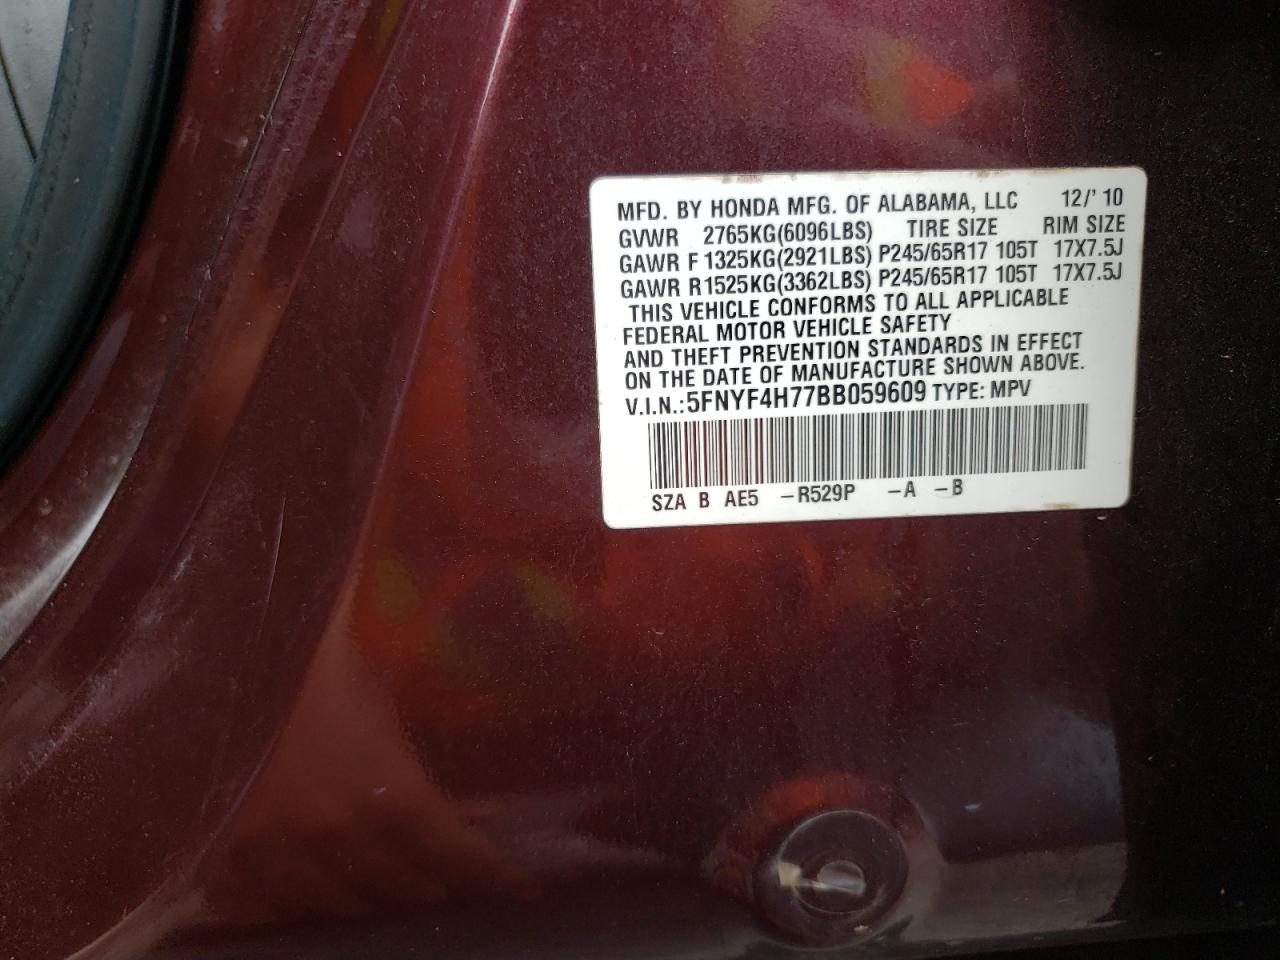 MFD. BY HONDA MFG. OF ALABAMA, LLC 12/' 10
GVWR 2765KG(6096LBS) TIRE SIZE RIM SIZE
GAWR F 1325KG(2921LBS) P245/65R17 105T 17X7.5J
GAWR R1525KG(3362LBS) P245/65R17 105T 17X7.5J
THIS VEHICLE CONFORMS TO ALL APPLICABLE
FEDERAL MOTOR VEHICLE SAFETY
AND THEFT PREVENTION STANDARDS IN EFFECT
ON THE DATE OF MANUFACTURE SHOWN ABOVE.
V.I.N.:5FNYF4H77BB059609 TYPE: MPV
SZA B AE5 -R529P -A -B